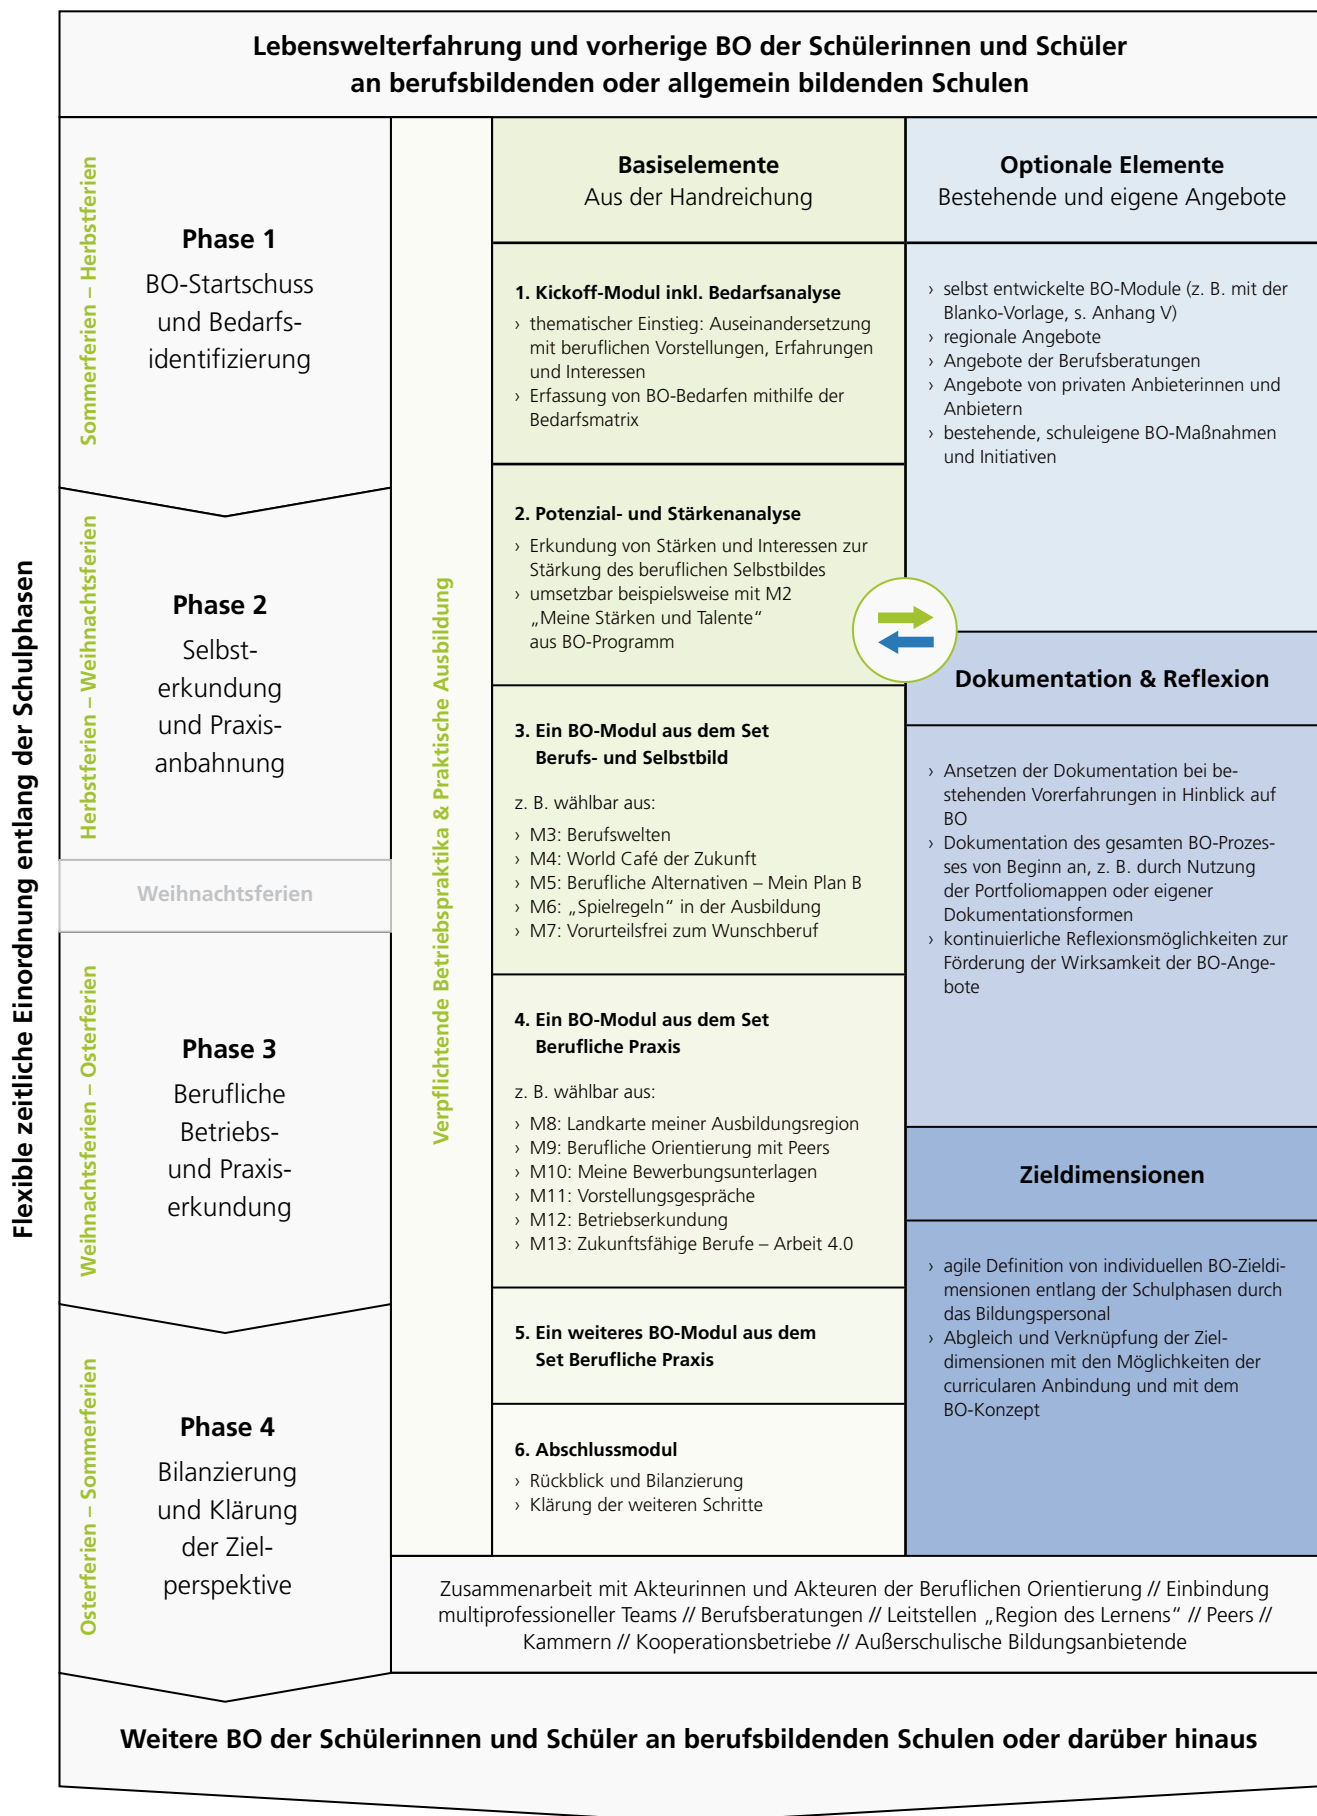 Lebenswelterfahrung und vorherige BO der Schülerinnen und Schüler
an berufsbildenden oder allgemein bildenden Schulen
Flexible zeitliche Einordnung entlang der Schulphasen
Sommerferien – Herbstferien
Phase 1
BO-Startschuss
und Bedarfs-
identifizierung
Herbstferien – Weihnachtsferien
Phase 2
Selbst-
erkundung
und Praxis-
anbahnung
Weihnachtsferien
Weihnachtsferien – Osterferien
Phase 3
Berufliche
Betriebs-
und Praxis-
erkundung
Osterferien – Sommerferien
Phase 4
Bilanzierung
und Klärung
der Ziel-
perspektive
Verpflichtende Betriebspraktika & Praktische Ausbildung
Basiselemente
Aus der Handreichung
1. Kickoff-Modul inkl. Bedarfsanalyse
› thematischer Einstieg: Auseinandersetzung
mit beruflichen Vorstellungen, Erfahrungen
und Interessen
› Erfassung von BO-Bedarfen mithilfe der
Bedarfsmatrix
2. Potenzial- und Stärkenanalyse
› Erkundung von Stärken und Interessen zur
Stärkung des beruflichen Selbstbildes
› umsetzbar beispielsweise mit M2
„Meine Stärken und Talente“
aus BO-Programm
3. Ein BO-Modul aus dem Set
Berufs- und Selbstbild
z. B. wählbar aus:
› M3: Berufswelten
› M4: World Café der Zukunft
› M5: Berufliche Alternativen – Mein Plan B
› M6: „Spielregeln“ in der Ausbildung
› M7: Vorurteilsfrei zum Wunschberuf
4. Ein BO-Modul aus dem Set
Berufliche Praxis
z. B. wählbar aus:
› M8: Landkarte meiner Ausbildungsregion
› M9: Berufliche Orientierung mit Peers
› M10: Meine Bewerbungsunterlagen
› M11: Vorstellungsgespräche
› M12: Betriebserkundung
› M13: Zukunftsfähige Berufe – Arbeit 4.0
5. Ein weiteres BO-Modul aus dem
Set Berufliche Praxis
6. Abschlussmodul
› Rückblick und Bilanzierung
› Klärung der weiteren Schritte
Optionale Elemente
Bestehende und eigene Angebote
› selbst entwickelte BO-Module (z. B. mit der
Blanko-Vorlage, s. Anhang V)
› regionale Angebote
› Angebote der Berufsberatungen
› Angebote von privaten Anbieterinnen und
Anbietern
› bestehende, schuleigene BO-Maßnahmen
und Initiativen
Dokumentation & Reflexion
› Ansetzen der Dokumentation bei be-
stehenden Vorerfahrungen in Hinblick auf
BO
› Dokumentation des gesamten BO-Prozes-
ses von Beginn an, z. B. durch Nutzung
der Portfoliomappen oder eigener
Dokumentationsformen
› kontinuierliche Reflexionsmöglichkeiten zur
Förderung der Wirksamkeit der BO-Ange-
bote
Zieldimensionen
› agile Definition von individuellen BO-Zieldi-
mensionen entlang der Schulphasen durch
das Bildungspersonal
› Abgleich und Verknüpfung der Ziel-
dimensionen mit den Möglichkeiten der
curricularen Anbindung und mit dem
BO-Konzept
Zusammenarbeit mit Akteurinnen und Akteuren der Beruflichen Orientierung // Einbindung
multiprofessioneller Teams // Berufsberatungen // Leitstellen „Region des Lernens“ // Peers //
Kammern // Kooperationsbetriebe // Außerschulische Bildungsanbietende
Weitere BO der Schülerinnen und Schüler an berufsbildenden Schulen oder darüber hinaus